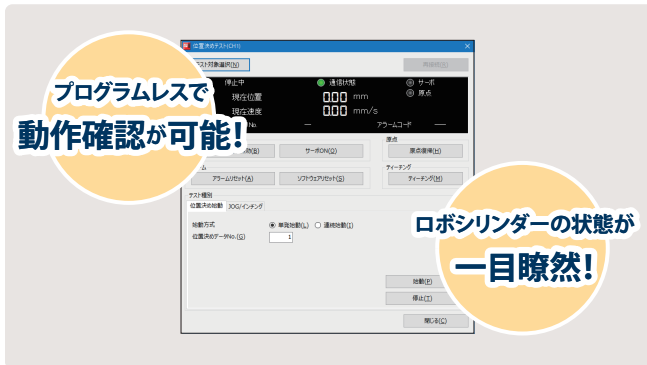 位置決めテスト(CH1)
スト対象選択(N)
停止中
通信状態
サーボ
現在位置
0.00 mm
原点
現在速度
0.00 mm/s
No.
---
アラームコード
----
原点
(B)
サーボON(O)
原点復帰(H)
ティーチング
アラームリセット(A)
ソフトウェアリセット(S)
ティーチング(M)
テスト種別
位置決め始動
JOG/インチング
始動方式
単発始動(L)
連続始動(I)
位置決めデータNo.(G)
1
始動(P)
停止(T)
閉じる(C)
プログラムレスで
動作確認が可能!
ロボシリンダーの状態が
一目瞭然!